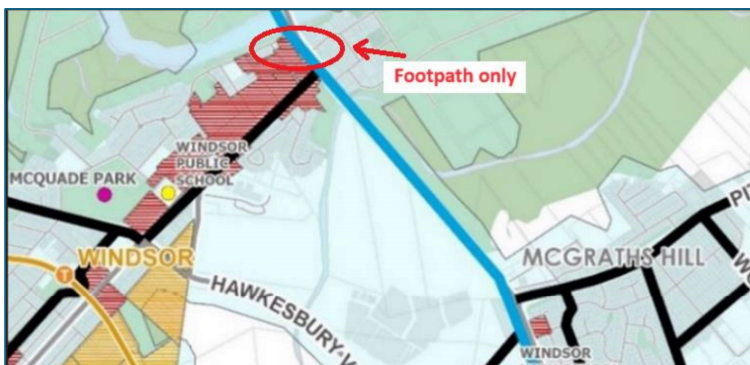 Footpath only
WINDSOR
PUBLIC
SCHOOL
MCQUADE PARK
WINDSOR
T
MCGRATHS HILL
HAWKESBURY-V
WINDSOR